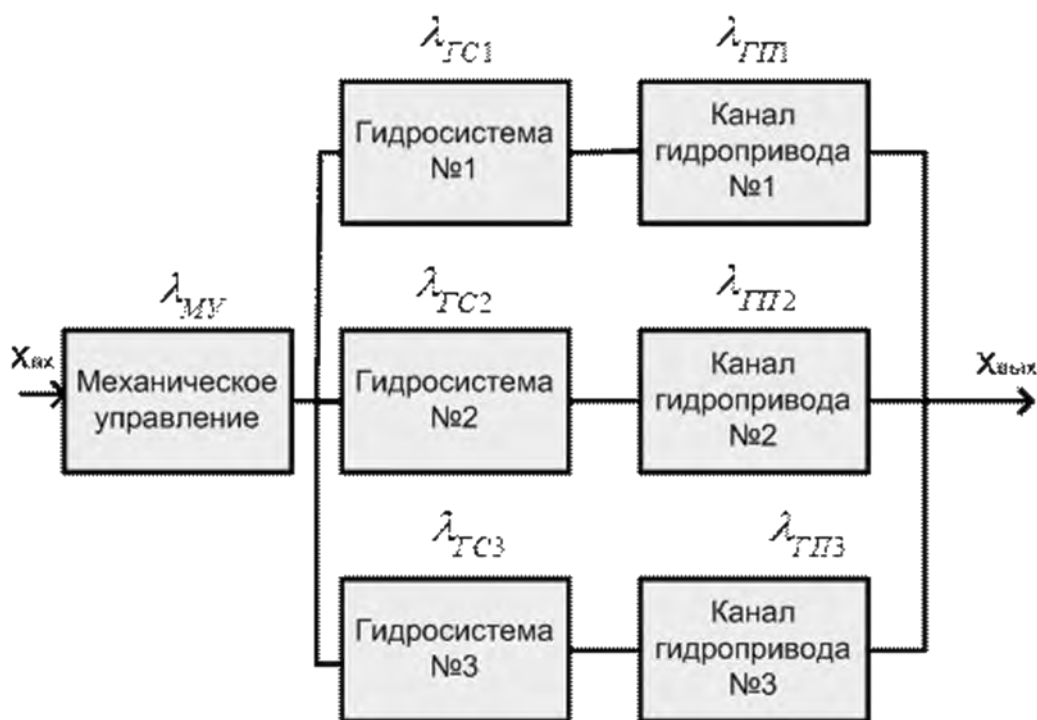 λГС1 λГП1
Гидросистема №1
Канал гидропривода №1
λМУ λГС2 λГП2
Xвх
Механическое управление
Гидросистема №2
Канал гидропривода №2
Xвых
λГС3 λГП3
Гидросистема №3
Канал гидропривода №3